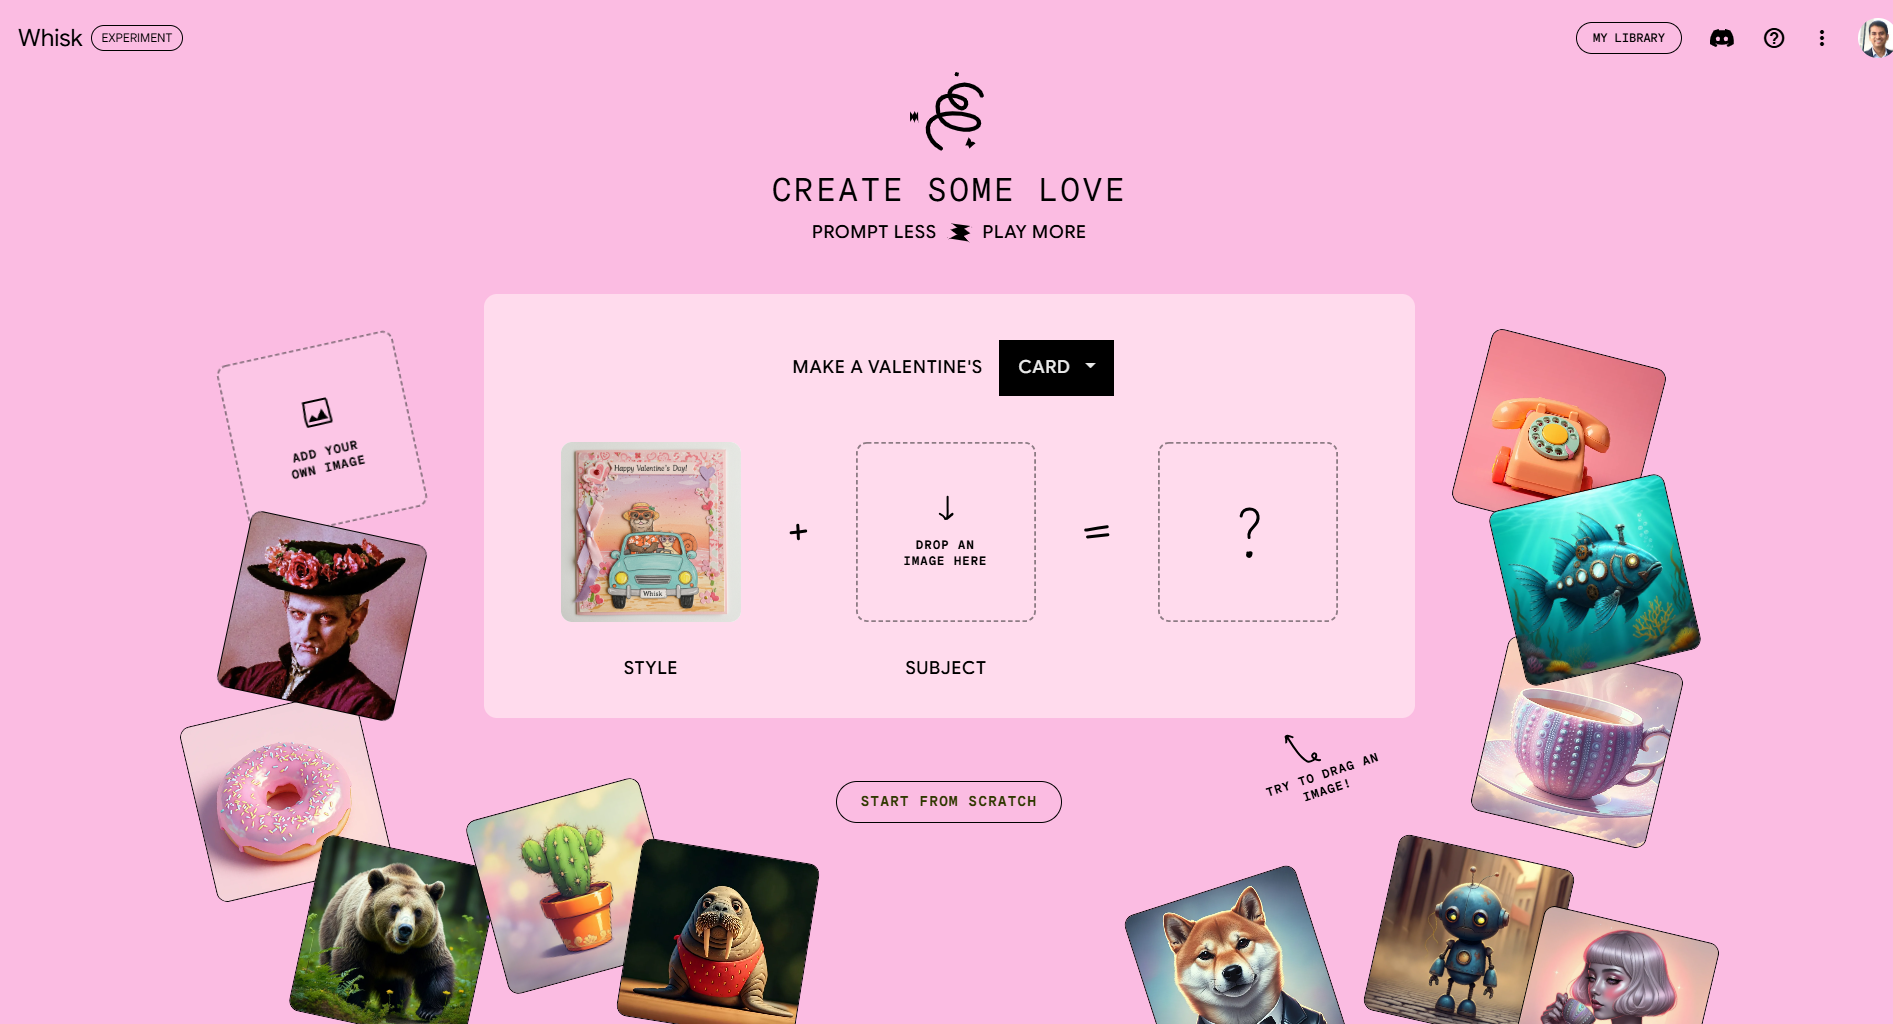 Whisk
EXPERIMENT
MY LIBRARY
CREATE SOME LOVE
PROMPT LESS PLAY MORE
MAKE A VALENTINE'S CARD
ADD YOUR
OWN IMAGE
Happy Valentine's Day!
Whisk
+
DROP AN
IMAGE HERE
=
?
STYLE
SUBJECT
TRY TO DRAG AN
IMAGE!
START FROM SCRATCH